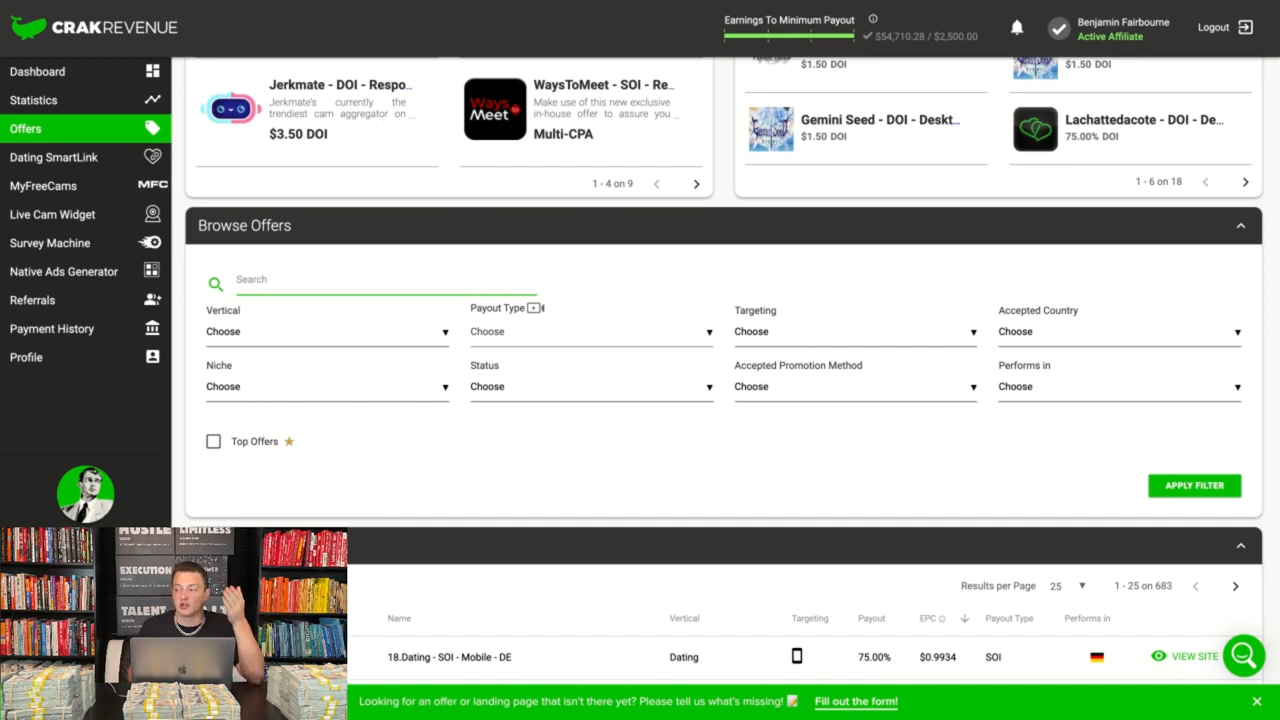 CRAKREVENUE
Earnings To Minimum Payout
$54,710.28 / $2,500.00
Benjamin Fairbourne
Active Affiliate
Logout
Dashboard
Statistics
Offers
Dating SmartLink
MyFreeCams
MFC
Live Cam Widget
Survey Machine
Native Ads Generator
Referrals
Payment History
Profile
Jerkmate - DOI - Respo...
Jerkmate's currently the
trendiest cam aggregator on ...
$3.50 DOI
Ways
Meet
WaysToMeet - SOI - Re...
Make use of this new exclusive
in-house offer to assure you ...
Multi-CPA
1 - 4 on 9
$1.50 DOI
$1.50 DOI
Gemini Seed - DOI - Deskt...
$1.50 DOI
Lachattedacote - DOI - De...
75.00% DOI
1 - 6 on 18
Browse Offers
Search
Vertical
Choose
Payout Type
Choose
Targeting
Choose
Accepted Country
Choose
Niche
Choose
Status
Choose
Accepted Promotion Method
Choose
Performs in
Choose
Top Offers
APPLY FILTER
HUSTLE
LIMITLESS
EXECUTION
TALENT
Results per Page 25
1 - 25 on 683
Name Vertical Targeting Payout EPC Payout Type Performs in
18.Dating - SOI - Mobile - DE Dating 75.00% $0.9934 SOI VIEW SITE
Looking for an offer or landing page that isn't there yet? Please tell us what's missing! Fill out the form!